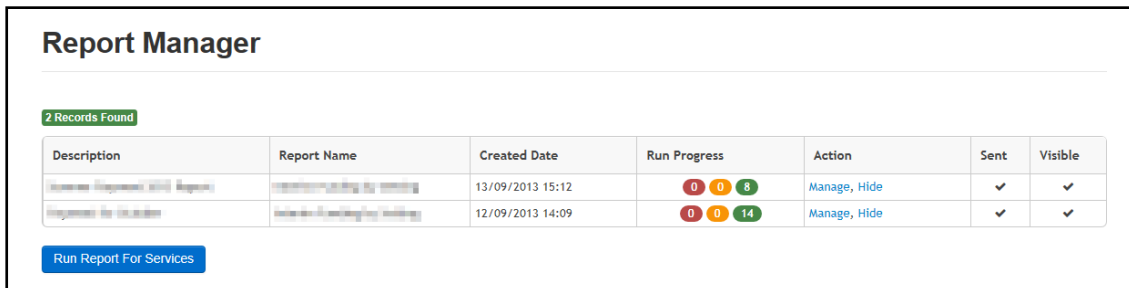 Report Manager
2 Records Found
Description Report Name Created Date Run Progress Action Sent Visible
13/09/2013 15:12 0 0 8 Manage, Hide
12/09/2013 14:09 0 0 14 Manage, Hide
Run Report For Services